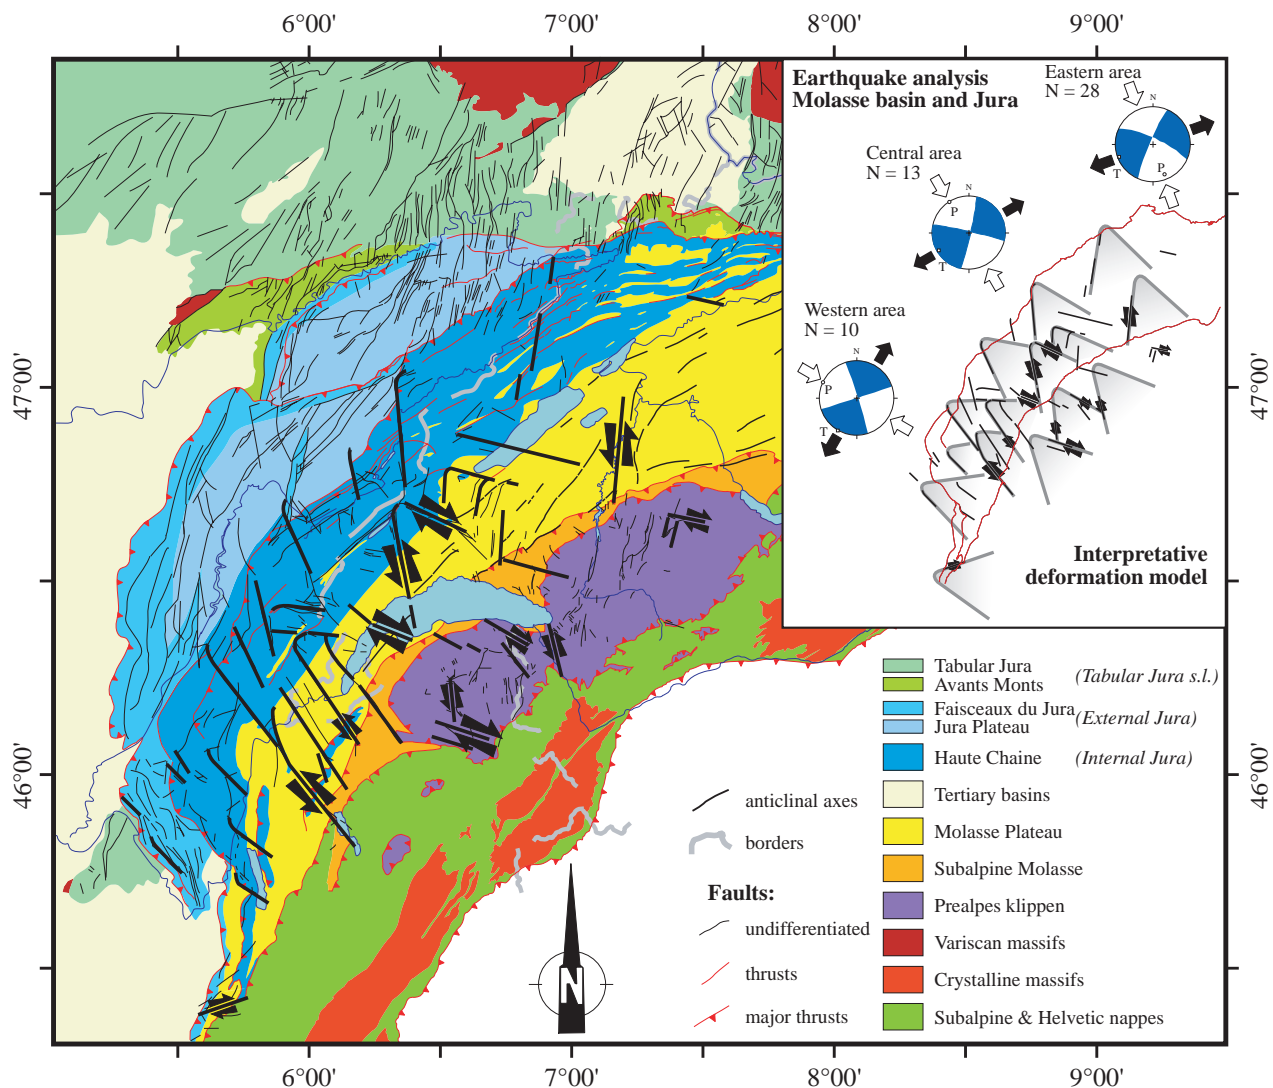 6°00'
7°00'
8°00'
9°00'
47°00'
46°00'
47°00'
46°00'
6°00'
7°00'
8°00'
9°00'
Earthquake analysis
Molasse basin and Jura
Eastern area
N = 28
N
P
T
Central area
N = 13
N
P
T
Western area
N = 10
N
P
T
Interpretative
deformation model
Tabular Jura
(Tabular Jura s.l.)
Avants Monts
Faisceaux du Jura
(External Jura)
Jura Plateau
Haute Chaine
(Internal Jura)
Tertiary basins
Molasse Plateau
Subalpine Molasse
Prealpes klippen
Variscan massifs
Crystalline massifs
Subalpine & Helvetic nappes
anticlinal axes
borders
Faults:
undifferentiated
thrusts
major thrusts
N